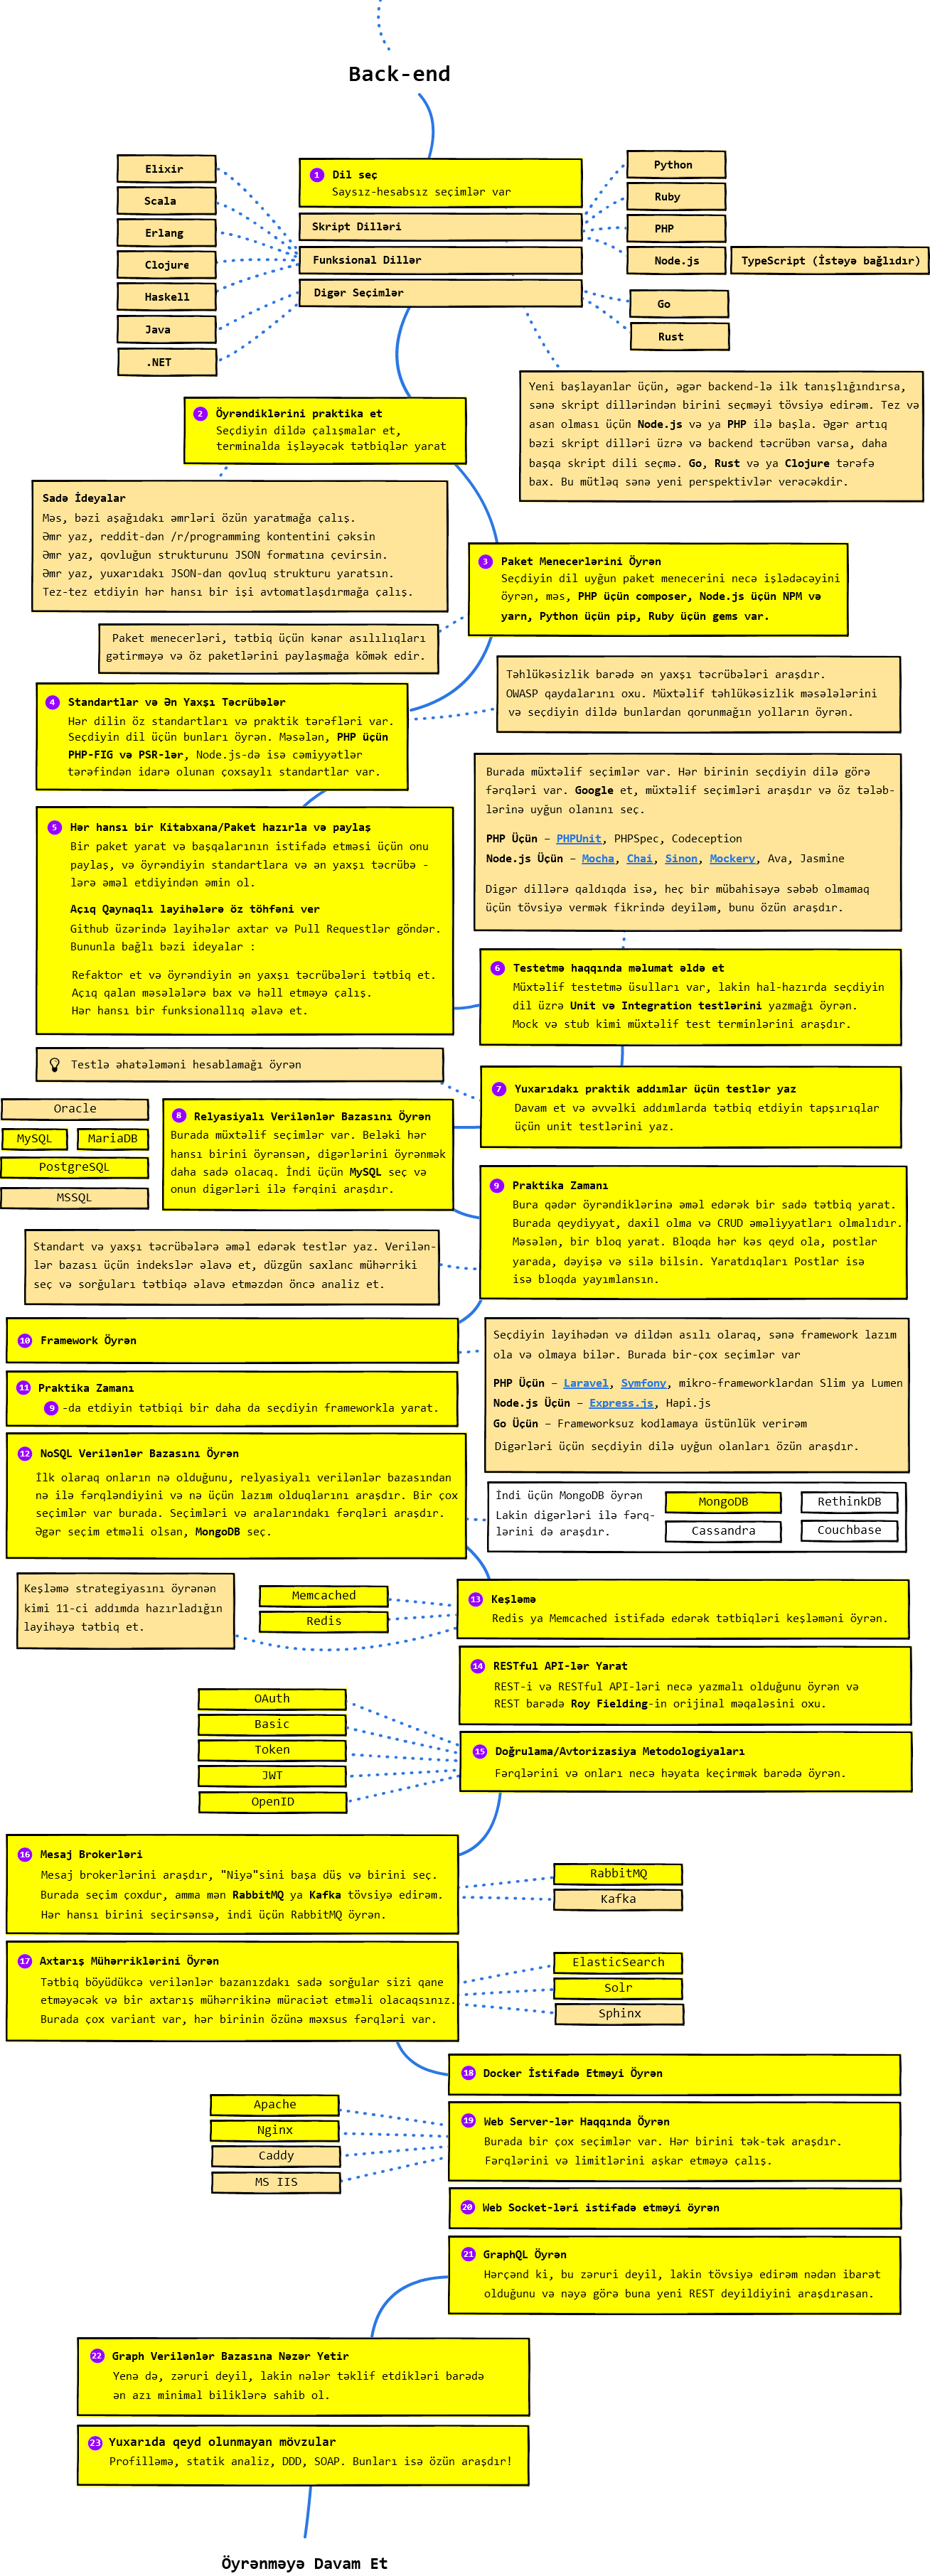 Back-end
1 Dil seç
Saysız-hesabsız seçimlər var
Skript Dilləri
Funksional Dillər
Digər Seçimlər
Elixir
Scala
Erlang
Clojure
Haskell
Java
.NET
Python
Ruby
PHP
Node.js
TypeScript (İstəyə bağlıdır)
Go
Rust
Yeni başlayanlar üçün, əgər backend-lə ilk tanışlığındırsa,
sənə skript dillərindən birini seçməyi tövsiyə edirəm. Tez və
asan olması üçün Node.js və ya PHP ilə başla. Əgər artıq
bəzi skript dilləri üzrə və backend təcrübən varsa, daha
başqa skript dili seçmə. Go, Rust və ya Clojure tərəfə
bax. Bu mütləq sənə yeni perspektivlər verəcəkdir.
2 Öyrəndiklərini praktika et
Seçdiyin dildə çalışmalar et,
terminalda işləyəcək tətbiqlər yarat
Sadə İdeyalar
Məs, bəzi aşağıdakı əmrləri özün yaratmağa çalış.
Əmr yaz, reddit-dən /r/programming kontentini çəksin
Əmr yaz, qovluğun strukturunu JSON formatına çevirsin.
Əmr yaz, yuxarıdakı JSON-dan qovluq strukturu yaratsın.
Tez-tez etdiyin hər hansı bir işi avtomatlaşdırmağa çalış.
3 Paket Menecerlərini Öyrən
Seçdiyin dil uyğun paket menecerini necə işlədəcəyini
öyrən, məs, PHP üçün composer, Node.js üçün NPM və
yarn, Python üçün pip, Ruby üçün gems var.
Paket menecerləri, tətbiq üçün kənar asılılıqları
gətirməyə və öz paketlərini paylaşmağa kömək edir.
4 Standartlar və Ən Yaxşı Təcrübələr
Hər dilin öz standartları və praktik tərəfləri var.
Seçdiyin dil üçün bunları öyrən. Məsələn, PHP üçün
PHP-FIG və PSR-lər, Node.js-də isə cəmiyyətlər
tərəfindən idarə olunan çoxsaylı standartlar var.
Təhlükəsizlik barədə ən yaxşı təcrübələri araşdır.
OWASP qaydalarını oxu. Müxtəlif təhlükəsizlik məsələlərini
və seçdiyin dildə bunlardan qorunmağın yolların öyrən.
Burada müxtəlif seçimlər var. Hər birinin seçdiyin dilə görə
fərqləri var. Google et, müxtəlif seçimləri araşdır və öz tələb-
lərinə uyğun olanını seç.
PHP Üçün – PHPUnit, PHPSpec, Codeception
Node.js Üçün – Mocha, Chai, Sinon, Mockery, Ava, Jasmine
Digər dillərə qaldıqda isə, heç bir mübahisəyə səbəb olmamaq
üçün tövsiyə vermək fikrində deyiləm, bunu özün araşdır.
5 Hər hansı bir Kitabxana/Paket hazırla və paylaş
Bir paket yarat və başqalarının istifadə etməsi üçün onu
paylaş, və öyrəndiyin standartlara və ən yaxşı təcrübə -
lərə əməl etdiyindən əmin ol.
Açıq Qaynaqlı layihələrə öz töhfəni ver
Github üzərində layihələr axtar və Pull Requestlər göndər.
Bununla bağlı bəzi ideyalar :
Refaktor et və öyrəndiyin ən yaxşı təcrübələri tətbiq et.
Açıq qalan məsələlərə bax və həll etməyə çalış.
Hər hansı bir funksionallıq əlavə et.
6 Testetmə haqqında məlumat əldə et
Müxtəlif testetmə üsulları var, lakin hal-hazırda seçdiyin
dil üzrə Unit və Integration testlərini yazmağı öyrən.
Mock və stub kimi müxtəlif test terminlərini araşdır.
Testlə əhatələməni hesablamağı öyrən
7 Yuxarıdakı praktik addımlar üçün testlər yaz
Davam et və əvvəlki addımlarda tətbiq etdiyin tapşırıqlar
üçün unit testlərini yaz.
Oracle
MySQL
MariaDB
PostgreSQL
MSSQL
8 Relyasiyalı Verilənlər Bazasını Öyrən
Burada müxtəlif seçimlər var. Beləki hər
hansı birini öyrənsən, digərlərini öyrənmək
daha sadə olacaq. İndi üçün MySQL seç və
onun digərləri ilə fərqini araşdır.
9 Praktika Zamanı
Bura qədər öyrəndiklərinə əməl edərək bir sadə tətbiq yarat.
Burada qeydiyyat, daxil olma və CRUD əməliyyatları olmalıdır.
Məsələn, bir bloq yarat. Bloqda hər kəs qeyd ola, postlar
yarada, dəyişə və silə bilsin. Yaratdıqları Postlar isə
isə bloqda yayımlansın.
Standart və yaxşı təcrübələrə əməl edərək testlər yaz. Verilən-
lər bazası üçün indekslər əlavə et, düzgün saxlanc mühərriki
seç və sorğuları tətbiqə əlavə etməzdən öncə analiz et.
10 Framework Öyrən
Seçdiyin layihədən və dildən asılı olaraq, sənə framework lazım
ola və olmaya bilər. Burada bir-çox seçimlər var
PHP Üçün – Laravel, Symfony, mikro-frameworklardan Slim ya Lumen
Node.js Üçün – Express.js, Hapi.js
Go Üçün – Frameworksuz kodlamaya üstünlük verirəm
Digərləri üçün seçdiyin dilə uyğun olanları özün araşdır.
11 Praktika Zamanı
9 -da etdiyin tətbiqi bir daha da seçdiyin frameworkla yarat.
12 NoSQL Verilənlər Bazasını Öyrən
İlk olaraq onların nə olduğunu, relyasiyalı verilənlər bazasından
nə ilə fərqləndiyini və nə üçün lazım olduqlarını araşdır. Bir çox
seçimlər var burada. Seçimləri və aralarındakı fərqləri araşdır.
Əgər seçim etməli olsan, MongoDB seç.
İndi üçün MongoDB öyrən
Lakin digərləri ilə fərq-
lərini də araşdır.
MongoDB
RethinkDB
Cassandra
Couchbase
Keşləmə strategiyasını öyrənən
kimi 11-ci addımda hazırladığın
layihəyə tətbiq et.
Memcached
Redis
13 Keşləmə
Redis ya Memcached istifadə edərək tətbiqləri keşləməni öyrən.
14 RESTful API-lər Yarat
REST-i və RESTful API-ləri necə yazmalı olduğunu öyrən və
REST barədə Roy Fielding-in orijinal məqaləsini oxu.
OAuth
Basic
Token
JWT
OpenID
15 Doğrulama/Avtorizasiya Metodologiyaları
Fərqlərini və onları necə həyata keçirmək barədə öyrən.
16 Mesaj Brokerləri
Mesaj brokerlərini araşdır, "Niyə"sini başa düş və birini seç.
Burada seçim çoxdur, amma mən RabbitMQ ya Kafka tövsiyə edirəm.
Hər hansı birini seçirsənsə, indi üçün RabbitMQ öyrən.
RabbitMQ
Kafka
17 Axtarış Mühərriklərini Öyrən
Tətbiq böyüdükcə verilənlər bazanızdakı sadə sorğular sizi qane
etməyəcək və bir axtarış mühərrikinə müraciət etməli olacaqsınız.
Burada çox variant var, hər birinin özünə məxsus fərqləri var.
ElasticSearch
Solr
Sphinx
18 Docker İstifadə Etməyi Öyrən
Apache
Nginx
Caddy
MS IIS
19 Web Server-lər Haqqında Öyrən
Burada bir çox seçimlər var. Hər birini tək-tək araşdır.
Fərqlərini və limitlərini aşkar etməyə çalış.
20 Web Socket-ləri istifadə etməyi öyrən
21 GraphQL Öyrən
Hərçənd ki, bu zəruri deyil, lakin tövsiyə edirəm nədən ibarət
olduğunu və nəyə görə buna yeni REST deyildiyini araşdırasan.
22 Graph Verilənlər Bazasına Nəzər Yetir
Yenə də, zəruri deyil, lakin nələr təklif etdikləri barədə
ən azı minimal biliklərə sahib ol.
23 Yuxarıda qeyd olunmayan mövzular
Profilləmə, statik analiz, DDD, SOAP. Bunları isə özün araşdır!
Öyrənməyə Davam Et